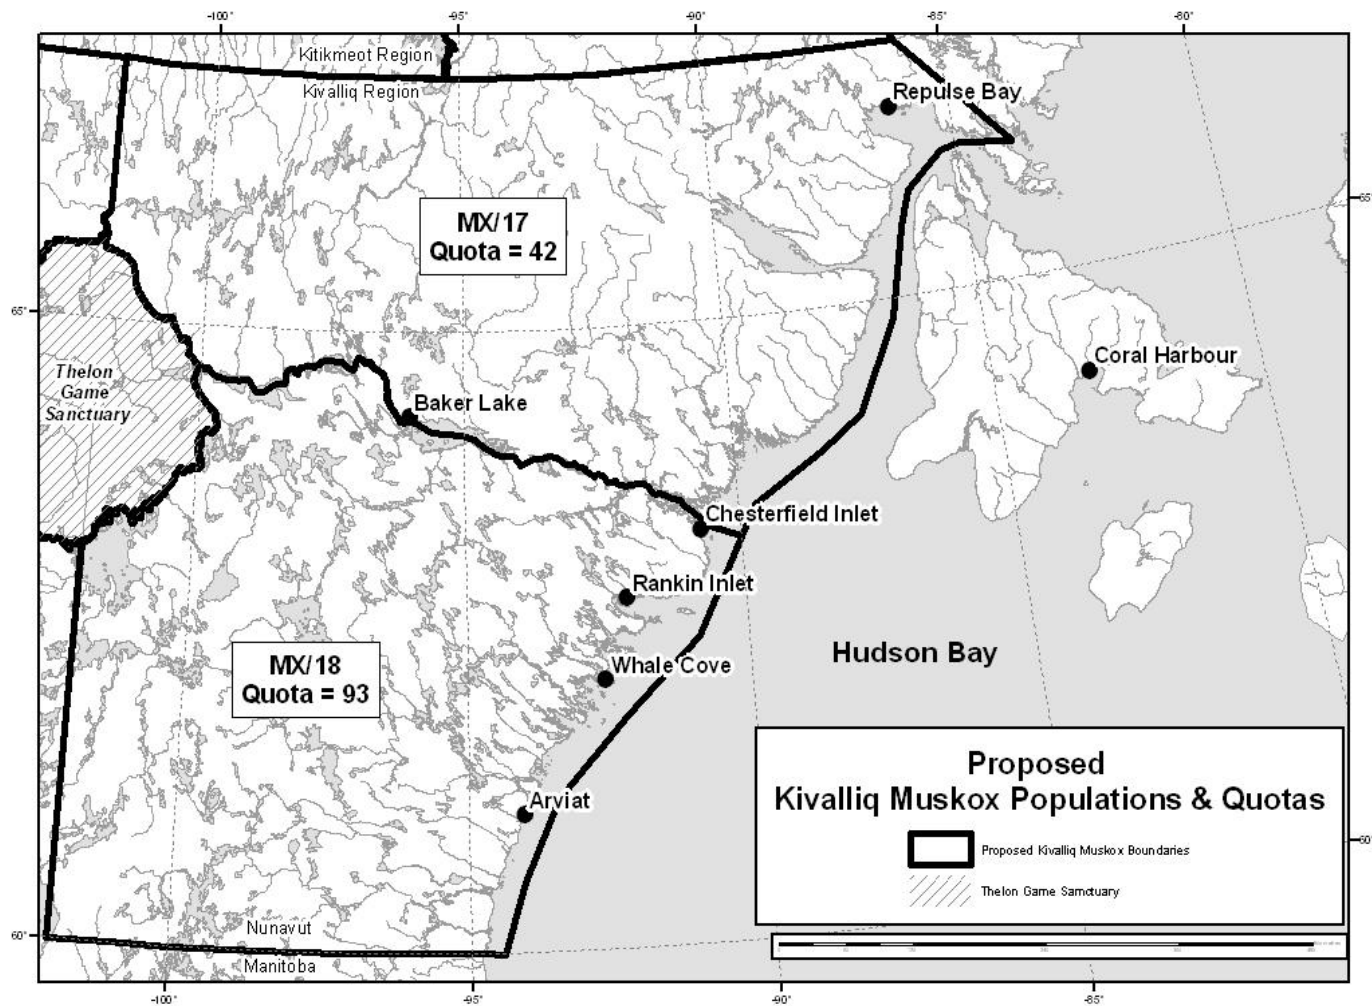 -100° -95° -90° -85° -80°
Kitikmeot Region
Kivalliq Region
Repulse Bay
65°
MX/17
Quota = 42
65°
Thelon
Game
Sanctuary
Coral Harbour
Baker Lake
Chesterfield Inlet
Rankin Inlet
Hudson Bay
MX/18
Quota = 93
Whale Cove
Arviat
Proposed
Kivalliq Muskox Populations & Quotas
Proposed Kivalliq Muskox Boundaries
Thelon Game Sanctuary
60°
60°
Nunavut
Manitoba
-100° -95° -90° -85°